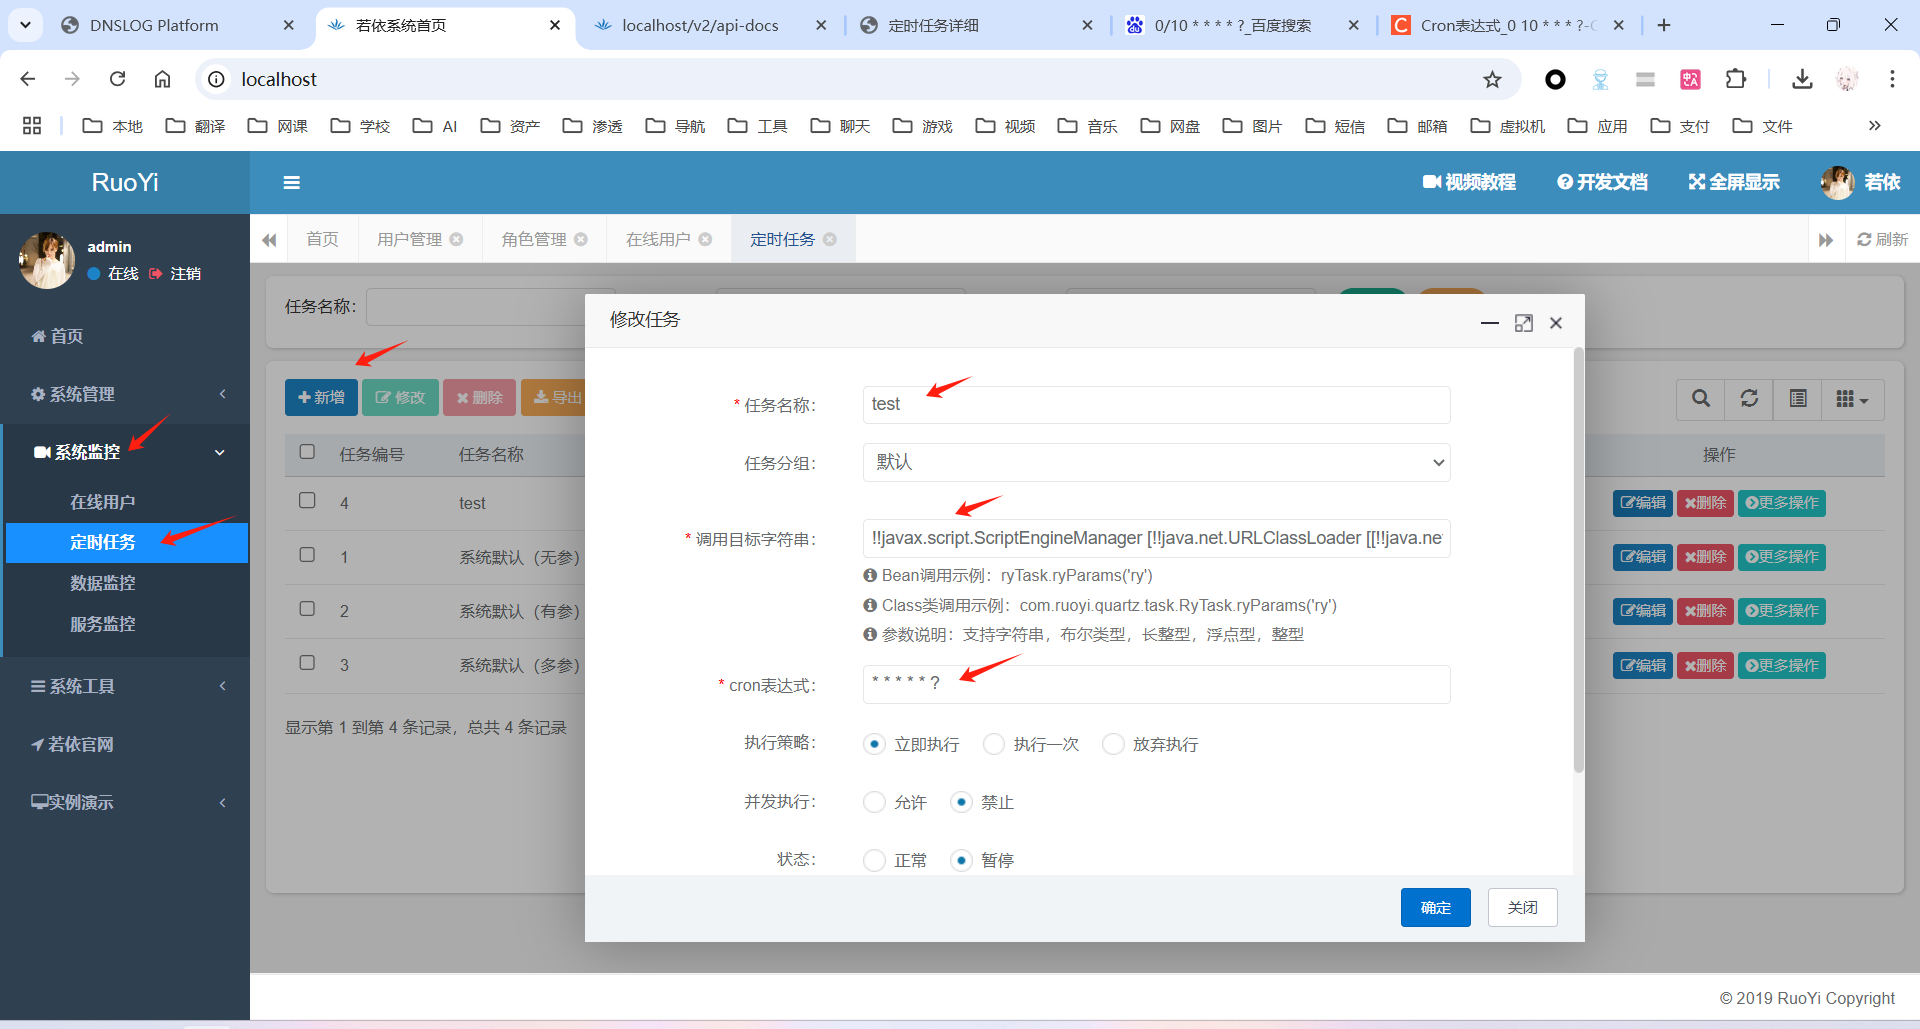 DNSLOG Platform
若依系统首页
localhost/v2/api-docs
定时任务详细
0/10 * * * * ?_百度搜索
Cron表达式_0 10 * * * ?-C
localhost
本地
翻译
网课
学校
AI
资产
渗透
导航
工具
聊天
游戏
视频
音乐
网盘
图片
短信
邮箱
虚拟机
应用
支付
文件
RuoYi
视频教程
开发文档
全屏显示
若依
admin
在线
注销
首页
用户管理
角色管理
在线用户
定时任务
刷新
首页
系统管理
系统监控
在线用户
定时任务
数据监控
服务监控
系统工具
若依官网
实例演示
任务名称：
新增
修改
删除
导出
任务编号
任务名称
操作
4
test
编辑
删除
更多操作
1
系统默认（无参）
编辑
删除
更多操作
2
系统默认（有参）
编辑
删除
更多操作
3
系统默认（多参）
编辑
删除
更多操作
显示第 1 到第 4 条记录，总共 4 条记录
修改任务
* 任务名称：
test
任务分组：
默认
* 调用目标字符串：
!!javax.script.ScriptEngineManager [!!java.net.URLClassLoader [[!!java.ne
Bean调用示例：ryTask.ryParams('ry')
Class类调用示例：com.ruoyi.quartz.task.RyTask.ryParams('ry')
参数说明：支持字符串，布尔类型，长整型，浮点型，整型
* cron表达式：
* * * * * ?
执行策略：
立即执行
执行一次
放弃执行
并发执行：
允许
禁止
状态：
正常
暂停
确定
关闭
© 2019 RuoYi Copyright